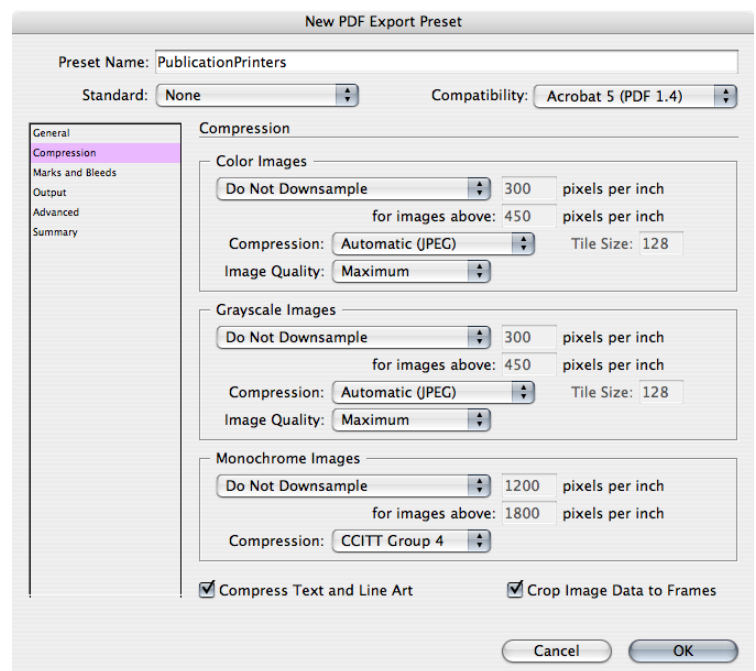 New PDF Export Preset
Preset Name: PublicationPrinters
Standard: None Compatibility: Acrobat 5 (PDF 1.4)
General
Compression
Marks and Bleeds
Output
Advanced
Summary
Compression
Color Images
Do Not Downsample 300 pixels per inch
for images above: 450 pixels per inch
Compression: Automatic (JPEG) Tile Size: 128
Image Quality: Maximum
Grayscale Images
Do Not Downsample 300 pixels per inch
for images above: 450 pixels per inch
Compression: Automatic (JPEG) Tile Size: 128
Image Quality: Maximum
Monochrome Images
Do Not Downsample 1200 pixels per inch
for images above: 1800 pixels per inch
Compression: CCITT Group 4
Compress Text and Line Art Crop Image Data to Frames
Cancel OK